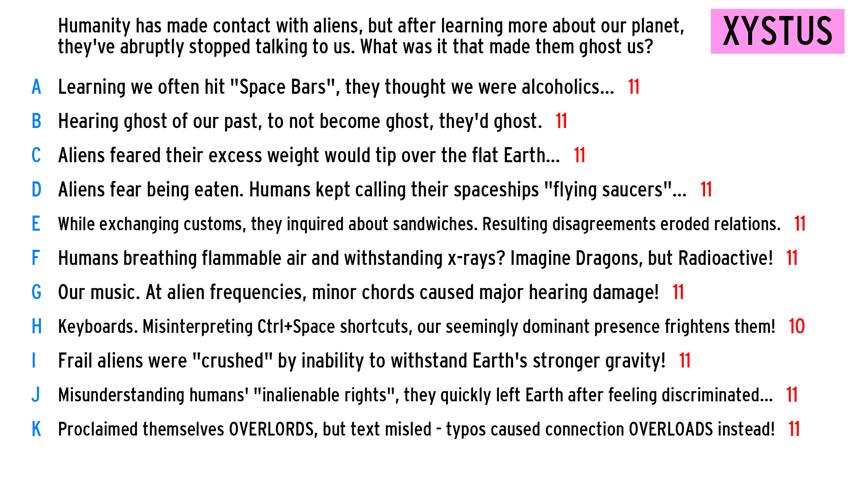 Humanity has made contact with aliens, but after learning more about our planet,
they've abruptly stopped talking to us. What was it that made them ghost us?
XYSTUS
A Learning we often hit "Space Bars", they thought we were alcoholics... 11
B Hearing ghost of our past, to not become ghost, they'd ghost. 11
C Aliens feared their excess weight would tip over the flat Earth... 11
D Aliens fear being eaten. Humans kept calling their spaceships "flying saucers"... 11
E While exchanging customs, they inquired about sandwiches. Resulting disagreements eroded relations. 11
F Humans breathing flammable air and withstanding x-rays? Imagine Dragons, but Radioactive! 11
G Our music. At alien frequencies, minor chords caused major hearing damage! 11
H Keyboards. Misinterpreting Ctrl+Space shortcuts, our seemingly dominant presence frightens them! 10
I Frail aliens were "crushed" by inability to withstand Earth's stronger gravity! 11
J Misunderstanding humans' "inalienable rights", they quickly left Earth after feeling discriminated... 11
K Proclaimed themselves OVERLORDS, but text misled - typos caused connection OVERLOADS instead! 11